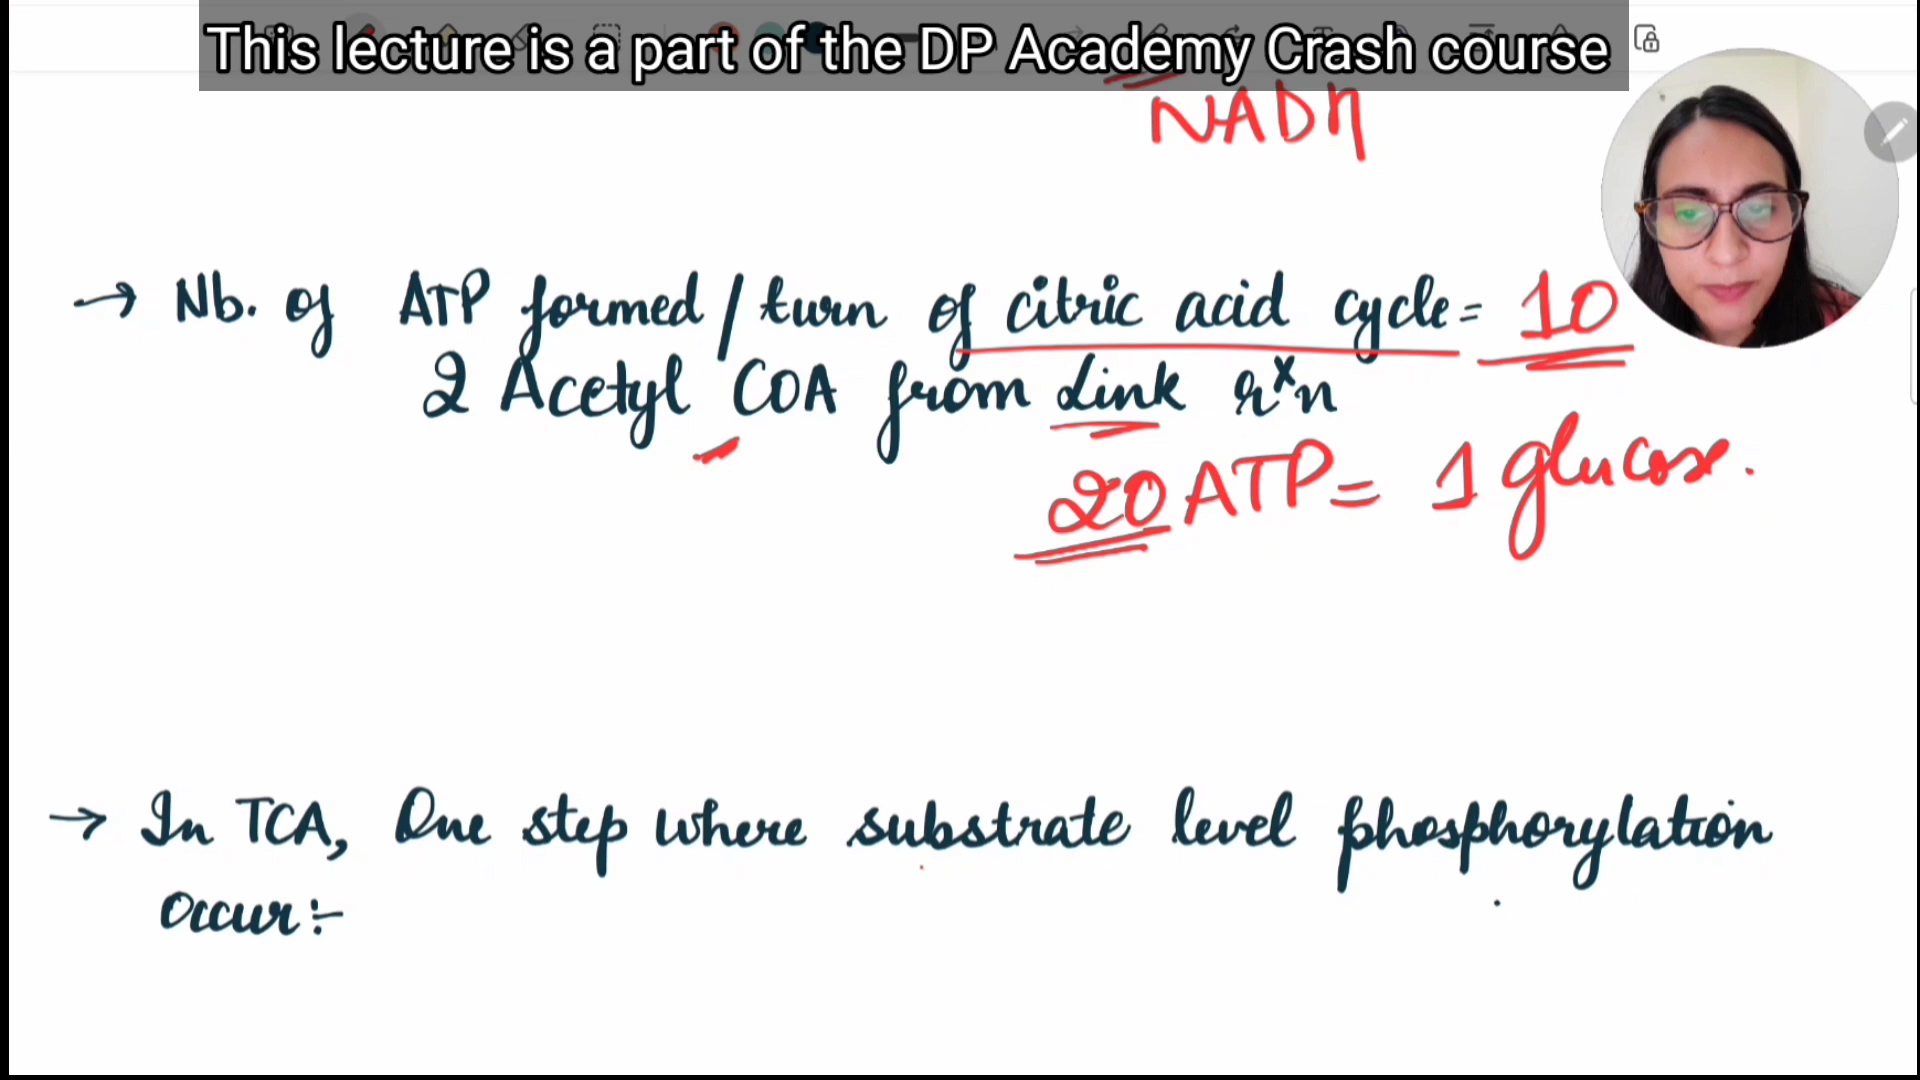 This lecture is a part of the DP Academy Crash course
NADH
→ Nb. of ATP formed / turn of citric acid cycle = 10
2 Acetyl COA from Link rxn
20 ATP = 1 glucose.
→ In TCA, One step where substrate level phosphorylation
occur :-